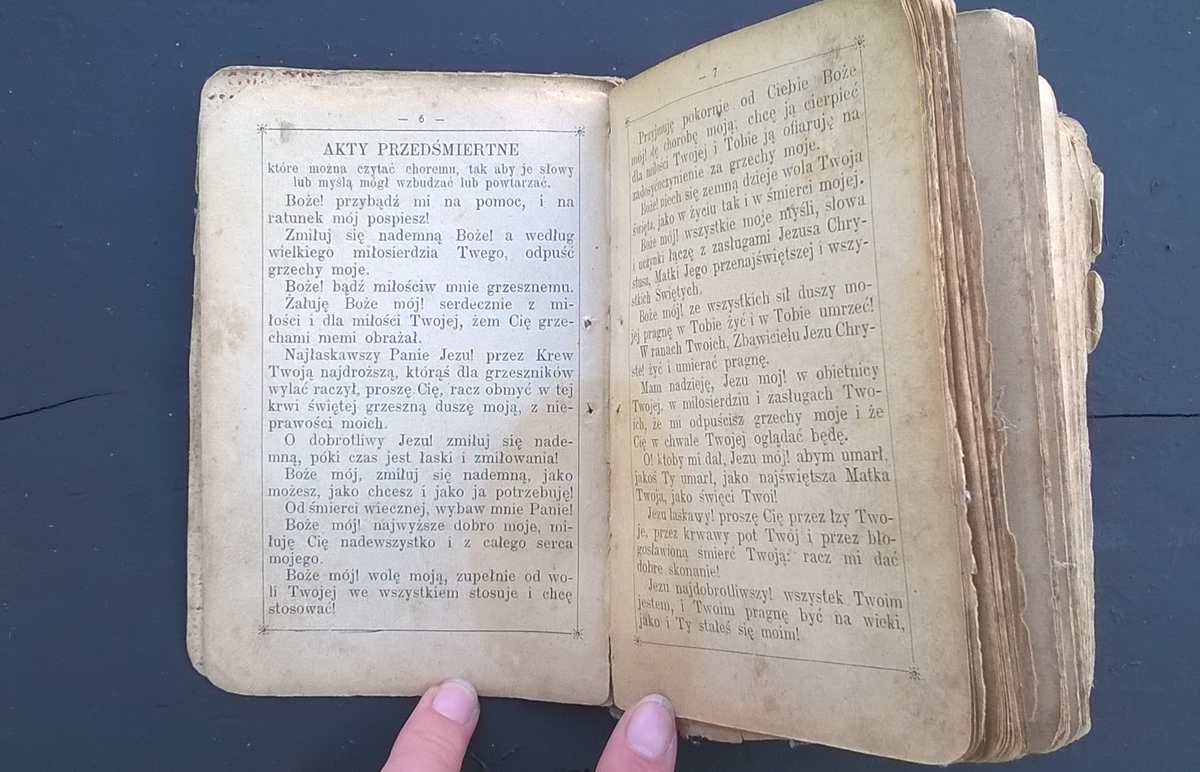 — 6 —
AKTY PRZEDŚMIERTNE
które można czytać choremu, tak aby je słowy
lub myślą mógł wzbudzać lub powtarzać.
Boże! przybądź mi na pomoc, i na
ratunek mój pospiesz!
Zmiłuj się nademną Boże! a według
wielkiego miłosierdzia Twego, odpuść
grzechy moje.
Boże! bądź miłościw mnie grzesznemu.
Żałuję Boże mój! serdecznie z mi-
łości i dla miłości Twojej, żem Cię grze-
chami memi obrażał.
Najłaskawszy Panie Jezu! przez Krew
Twoją najdroższą, którąś dla grzeszników
wylać raczył, proszę Cię, racz obmyć w tej
krwi świętej grzeszną duszę moją, z nie-
prawości moich.
O dobrotliwy Jezu! zmiłuj się nade-
mną, póki czas jest łaski i zmiłowania!
Boże mój, zmiłuj się nademną, jako
możesz, jako chcesz i jako ja potrzebuję!
Od śmierci wiecznej, wybaw mnie Panie!
Boże mój! najwyższe dobro moje, mi-
łuję Cię nadewszystko i z całego serca
mojego.
Boże mój! wolę moją, zupełnie od wo-
li Twojej we wszystkiem stosuje i chcę
stosować!
— 7 —
Przyjmuję pokornie od Ciebie Boże
mój tę chorobę moją; chcę ją cierpieć
dla miłości Twojej i Tobie ją ofiaruję na
zadosyćuczynienie za grzechy moje.
Boże! niech się zemną dzieje wola Twoja
święta, jako w życiu tak i w śmierci mojej.
Boże mój! wszystkie moje myśli, słowa
i uczynki łączę z zasługami Jezusa Chry-
stusa, Matki Jego przenajświętszej i wszy-
stkich Świętych.
Boże mój! ze wszystkich sił duszy mo-
jej pragnę w Tobie żyć i w Tobie umrzeć!
W ranach Twoich, Zbawicielu Jezu Chry-
ste! żyć i umierać pragnę.
Mam nadzieję, Jezu moj! w obietnicy
Twojej, w miłosierdziu i zasługach Two-
ich, że mi odpuścisz grzechy moje i że
Cię w chwale Twojej oglądać będę.
O! ktoby mi dał, Jezu mój! abym umarł,
jakoś Ty umarł, jako najświętsza Matka
Twoja, jako święci Twoi!
Jezu łaskawy! proszę Cię przez łzy Two-
je, przez krwawy pot Twój i przez bło-
gosławioną śmierć Twoją: racz mi dać
dobre skonanie!
Jezu najdobrotliwszy! wszystek Twoim
jestem, i Twoim pragnę być na wieki,
jako i Ty stałeś się moim!